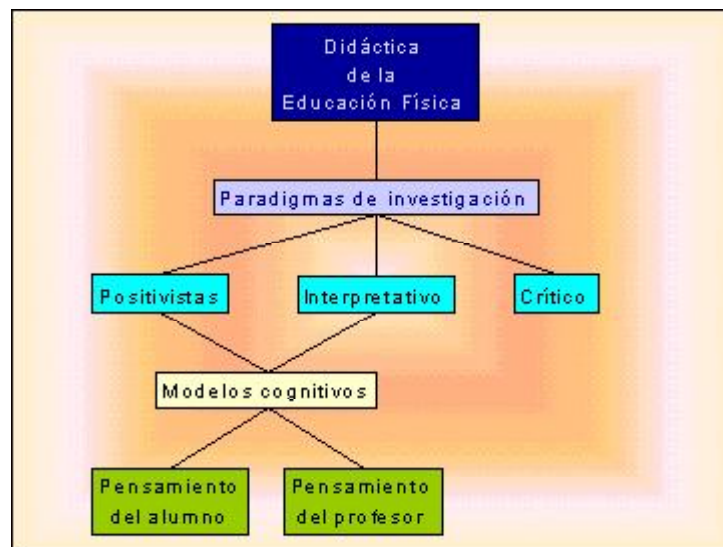 Didáctica
de la
Educación Física
Paradigmas de investigación
Positivistas
Interpretativo
Crítico
Modelos cognitivos
Pensamiento
del alumno
Pensamiento
del profesor